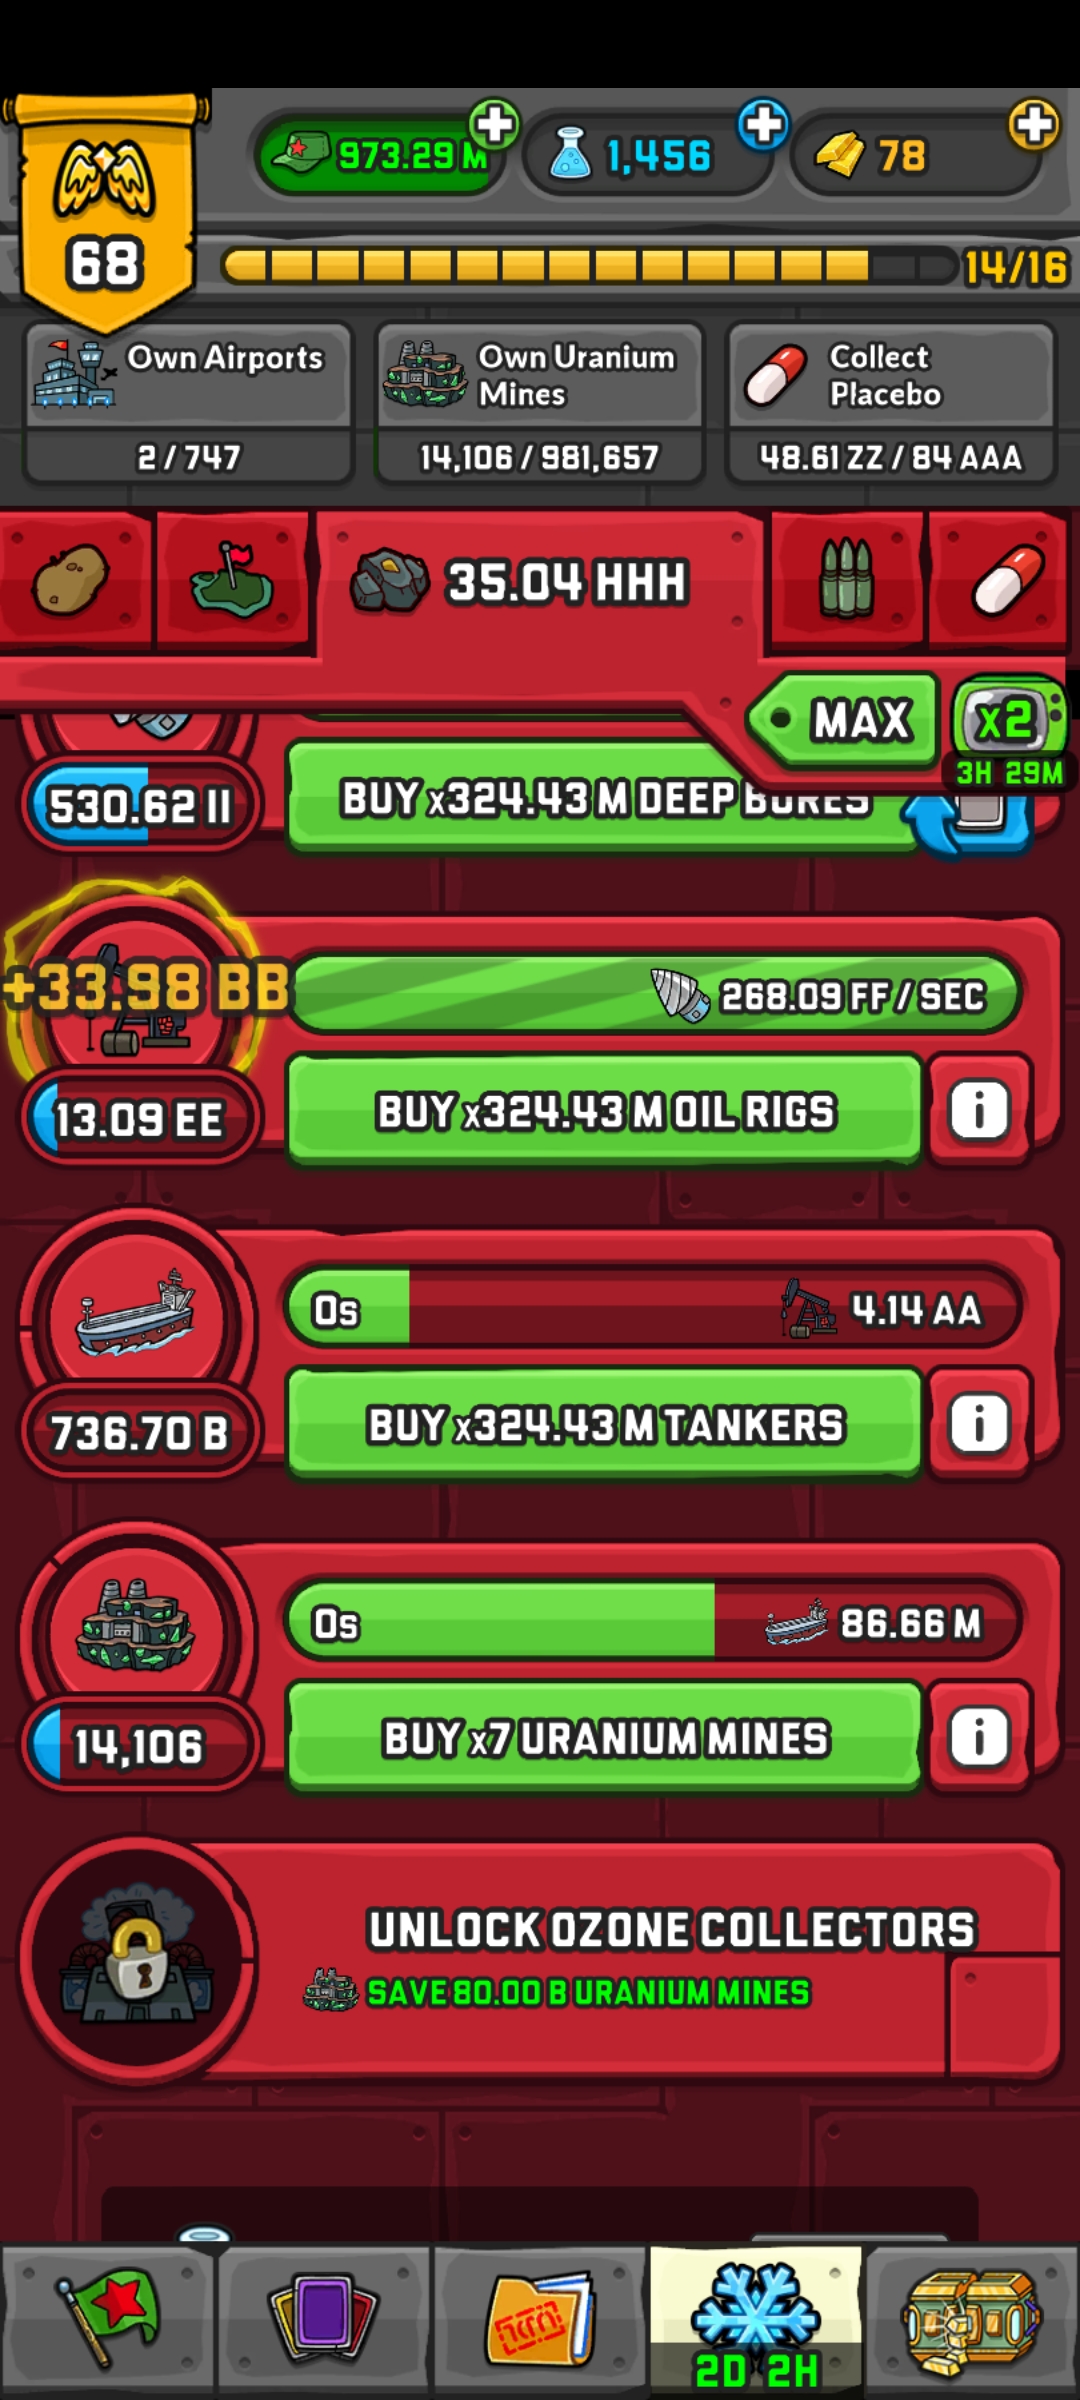 973.29 M
1,456
78
68
14/16
Own Airports
2 / 747
Own Uranium
Mines
14,106 / 981,657
Collect
Placebo
48.61 ZZ / 84 AAA
35.04 HHH
MAX
x2
3H 29M
530.62 II
BUY x324.43 M DEEP BORES
+33.98 BB
268.09 FF / SEC
13.09 EE
BUY x324.43 M OIL RIGS
i
0s
4.14 AA
736.70 B
BUY x324.43 M TANKERS
i
0s
86.66 M
14,106
BUY x7 URANIUM MINES
i
UNLOCK OZONE COLLECTORS
SAVE 80.00 B URANIUM MINES
2D 2H